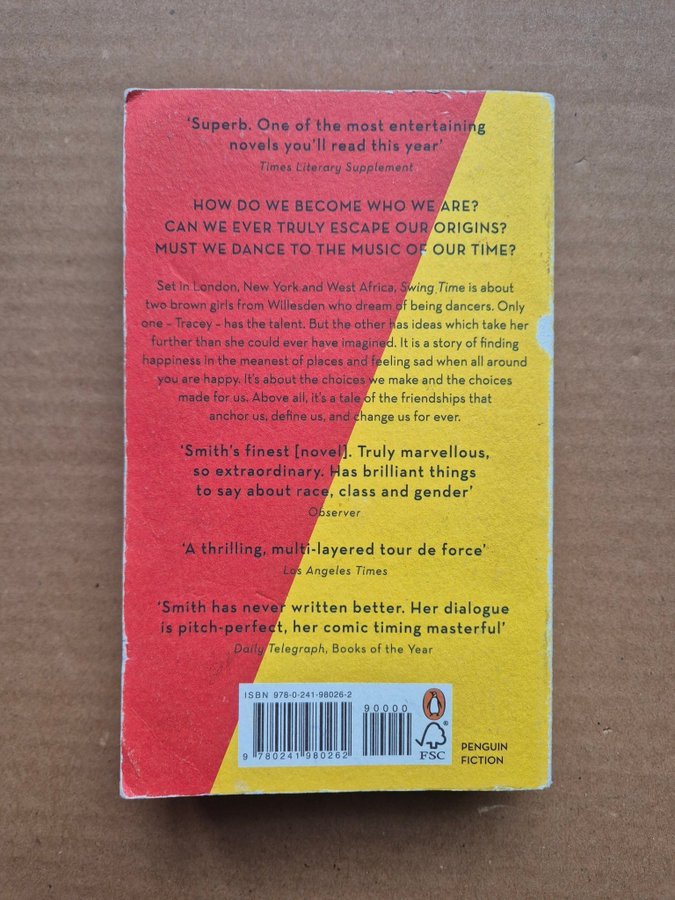 ‘Superb. One of the most entertaining
novels you’ll read this year’
Times Literary Supplement
HOW DO WE BECOME WHO WE ARE?
CAN WE EVER TRULY ESCAPE OUR ORIGINS?
MUST WE DANCE TO THE MUSIC OF OUR TIME?
Set in London, New York and West Africa, Swing Time is about
two brown girls from Willesden who dream of being dancers. Only
one – Tracey – has the talent. But the other has ideas which take her
further than she could ever have imagined. It is a story of finding
happiness in the meanest of places and feeling sad when all around
you are happy. It’s about the choices we make and the choices
made for us. Above all, it’s a tale of the friendships that
anchor us, define us, and change us for ever.
‘Smith’s finest [novel]. Truly marvellous,
so extraordinary. Has brilliant things
to say about race, class and gender’
Observer
‘A thrilling, multi-layered tour de force’
Los Angeles Times
‘Smith has never written better. Her dialogue
is pitch-perfect, her comic timing masterful’
Daily Telegraph, Books of the Year
ISBN 978-0-241-98026-2
90000
9 780241 980262
FSC
®
PENGUIN
FICTION